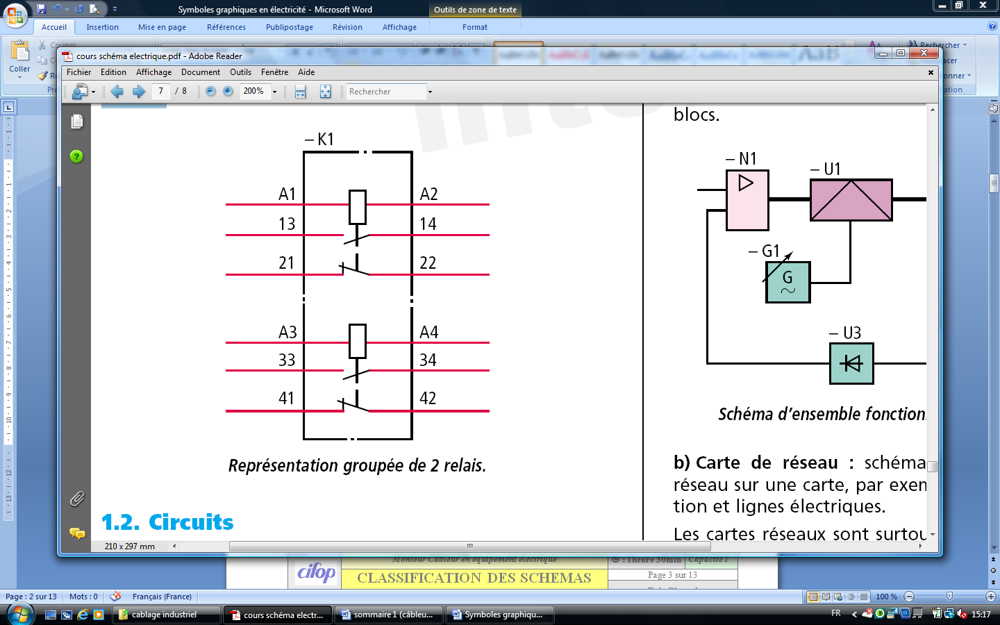 Symboles graphiques en électricité - Microsoft Word
Outils de zone de texte
Accueil Insertion Mise en page Références Publipostage Révision Affichage Format
Coller
Rechercher
cours schéma electrique.pdf - Adobe Reader
Fichier Edition Affichage Document Outils Fenêtre Aide
7 / 8 200% Rechercher
– K1
A1 A2
13 14
21 22
A3 A4
33 34
41 42
Représentation groupée de 2 relais.
1.2. Circuits
blocs.
– N1
– U1
– G1
G
~
– U3
Schéma d'ensemble fonction
b) Carte de réseau : schéma
réseau sur une carte, par exem
tion et lignes électriques.
Les cartes réseaux sont surtou
210 x 297 mm
cifop
Monteur Câbleur en équipement électrique
: 1heure 30min
Capacité 1
CLASSIFICATION DES SCHEMAS
Page 3 sur 13
Page : 2 sur 13 Mots : 0 Français (France) 100 %
cablage industriel
cours schéma electr...
sommaire 1 (câbleu...
Symboles graphiqu...
FR
15:17